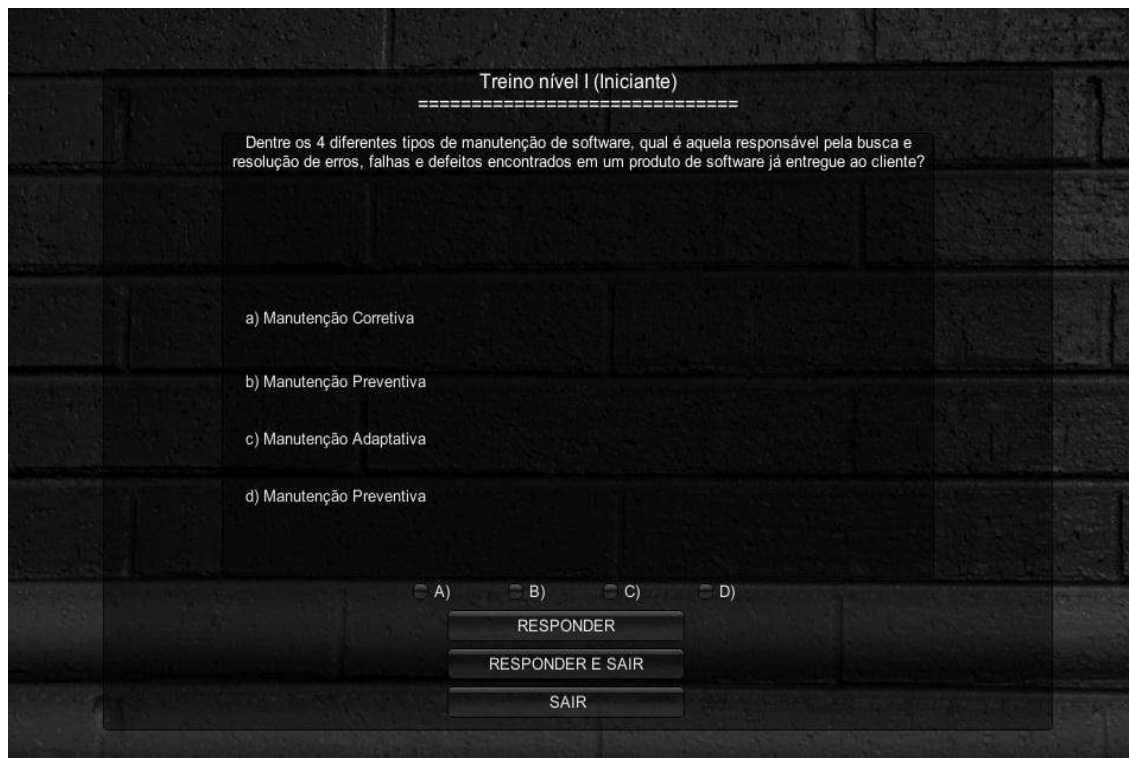 Treino nível I (Iniciante)
==============================
Dentre os 4 diferentes tipos de manutenção de software, qual é aquela responsável pela busca e
resolução de erros, falhas e defeitos encontrados em um produto de software já entregue ao cliente?
a) Manutenção Corretiva
b) Manutenção Preventiva
c) Manutenção Adaptativa
d) Manutenção Preventiva
A) B) C) D)
RESPONDER
RESPONDER E SAIR
SAIR